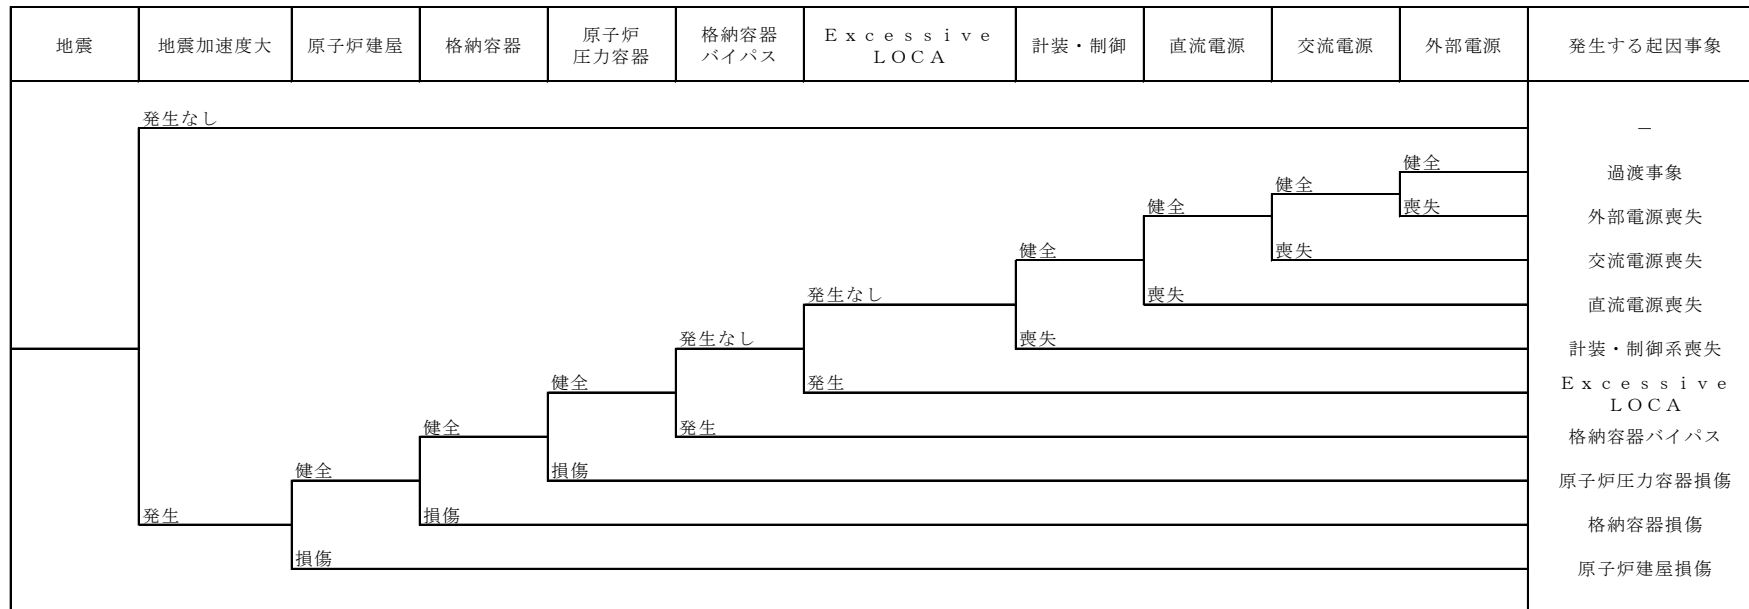 地震
地震加速度大
原子炉建屋
格納容器
原子炉
圧力容器
格納容器
バイパス
Ｅｘｃｅｓｓｉｖｅ
ＬＯＣＡ
計装・制御
直流電源
交流電源
外部電源
発生する起因事象
発生なし
－
健全
過渡事象
健全
健全
喪失
外部電源喪失
健全
喪失
交流電源喪失
発生なし
喪失
直流電源喪失
発生なし
喪失
計装・制御系喪失
健全
発生
Ｅｘｃｅｓｓｉｖｅ
ＬＯＣＡ
健全
発生
格納容器バイパス
健全
損傷
原子炉圧力容器損傷
発生
損傷
格納容器損傷
損傷
原子炉建屋損傷